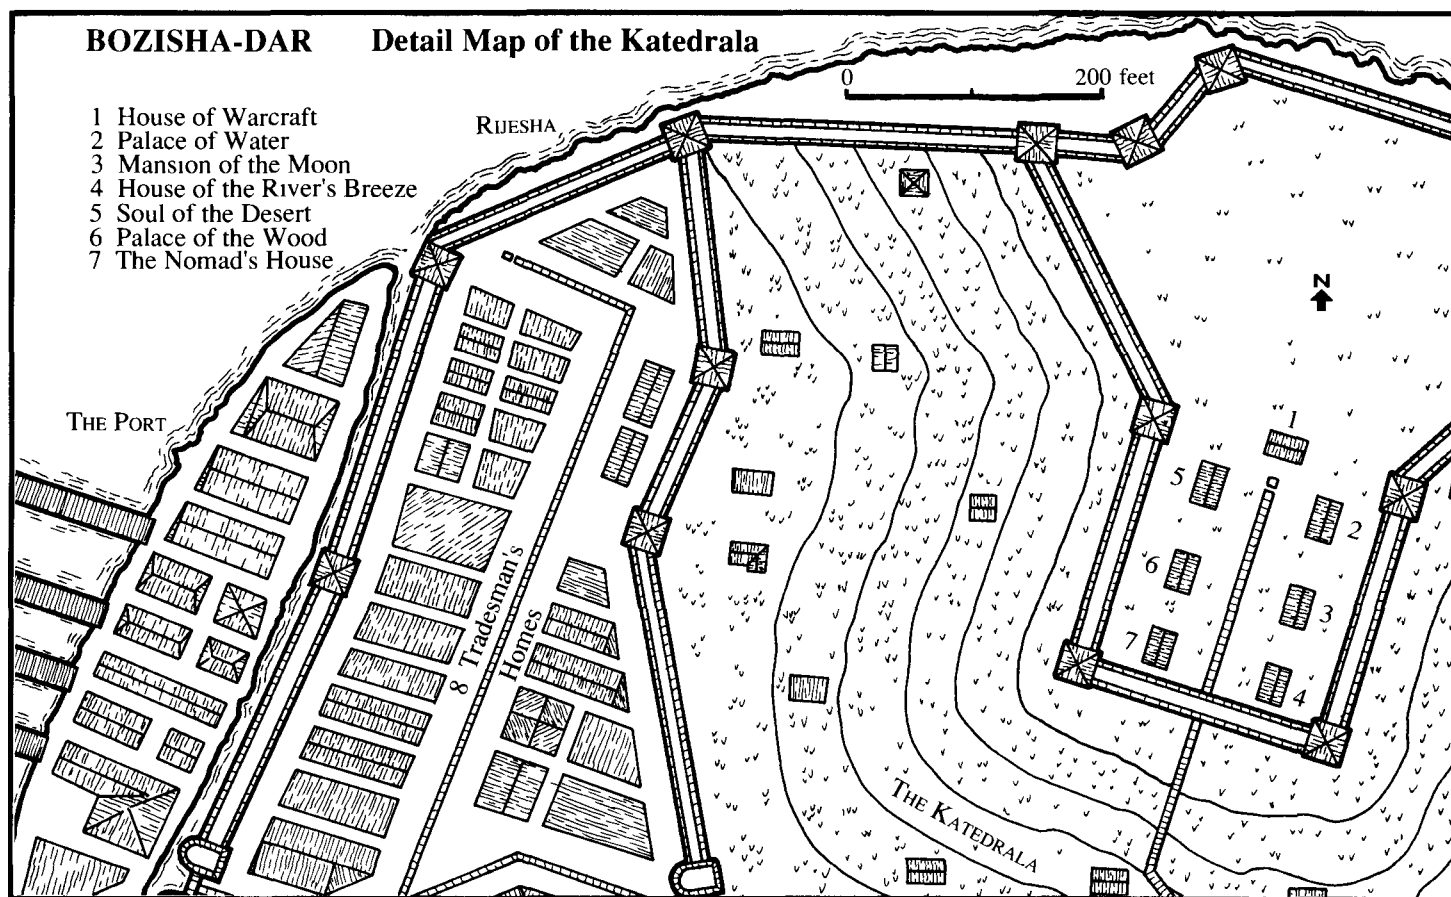 BOZISHA-DAR Detail Map of the Katedrala
0 200 feet
1 House of Warcraft
2 Palace of Water
3 Mansion of the Moon
4 House of the River's Breeze
5 Soul of the Desert
6 Palace of the Wood
7 The Nomad's House
RIJESHA
THE PORT
N
1
5
2
6
3
7
4
8 Tradesman's
Homes
THE KATEDRALA